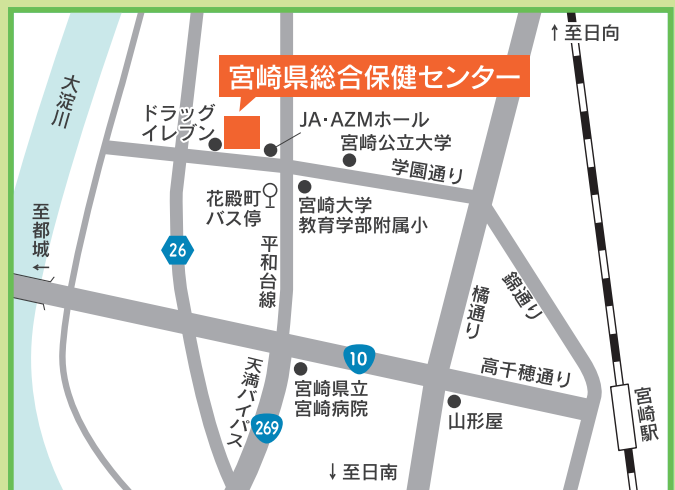 ↑至日向
宮崎県総合保健センター
大淀川
ドラッグ
イレブン
JA・AZMホール
宮崎公立大学
学園通り
花殿町
バス停
宮崎大学
教育学部附属小
至都城
↓
26
平和台線
橘通り
錦通り
10
高千穂通り
天満バイパス
宮崎県立
宮崎病院
269
山形屋
宮崎駅
↓至日南